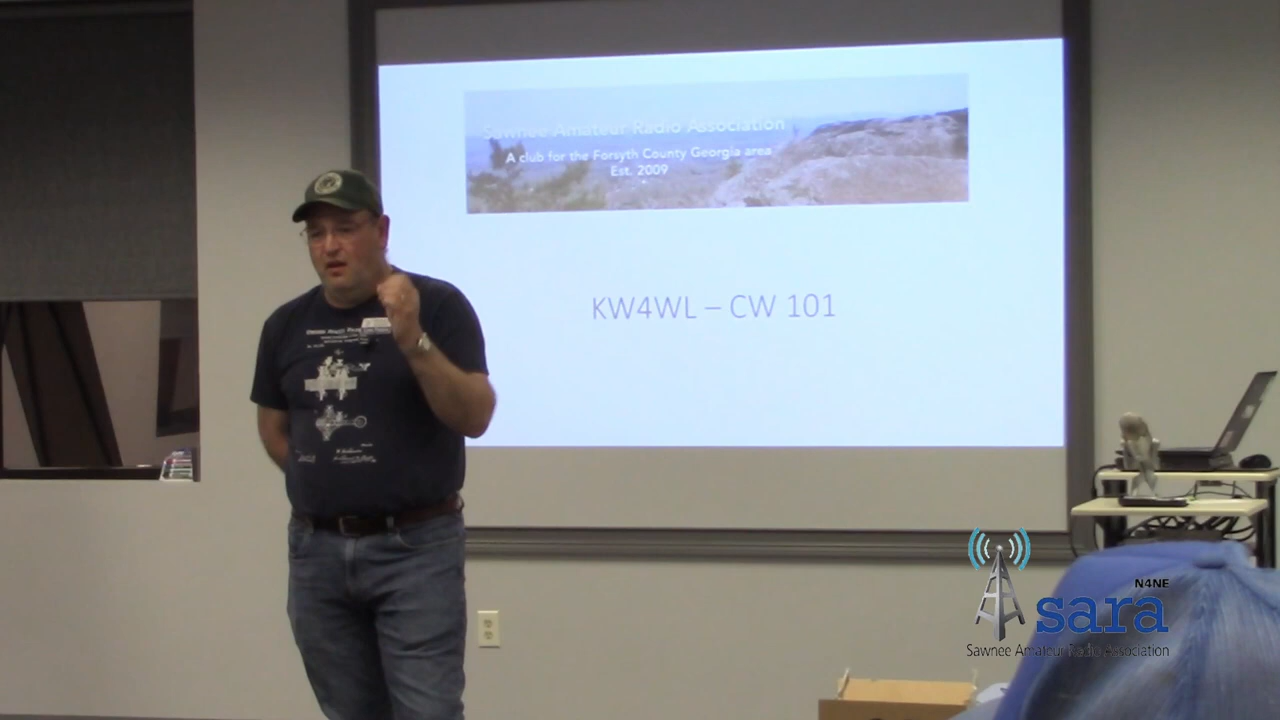 Sawnee Amateur Radio Association
A club for the Forsyth County Georgia area
Est. 2009
KW4WL – CW 101
N4NE
sara
Sawnee Amateur Radio Association